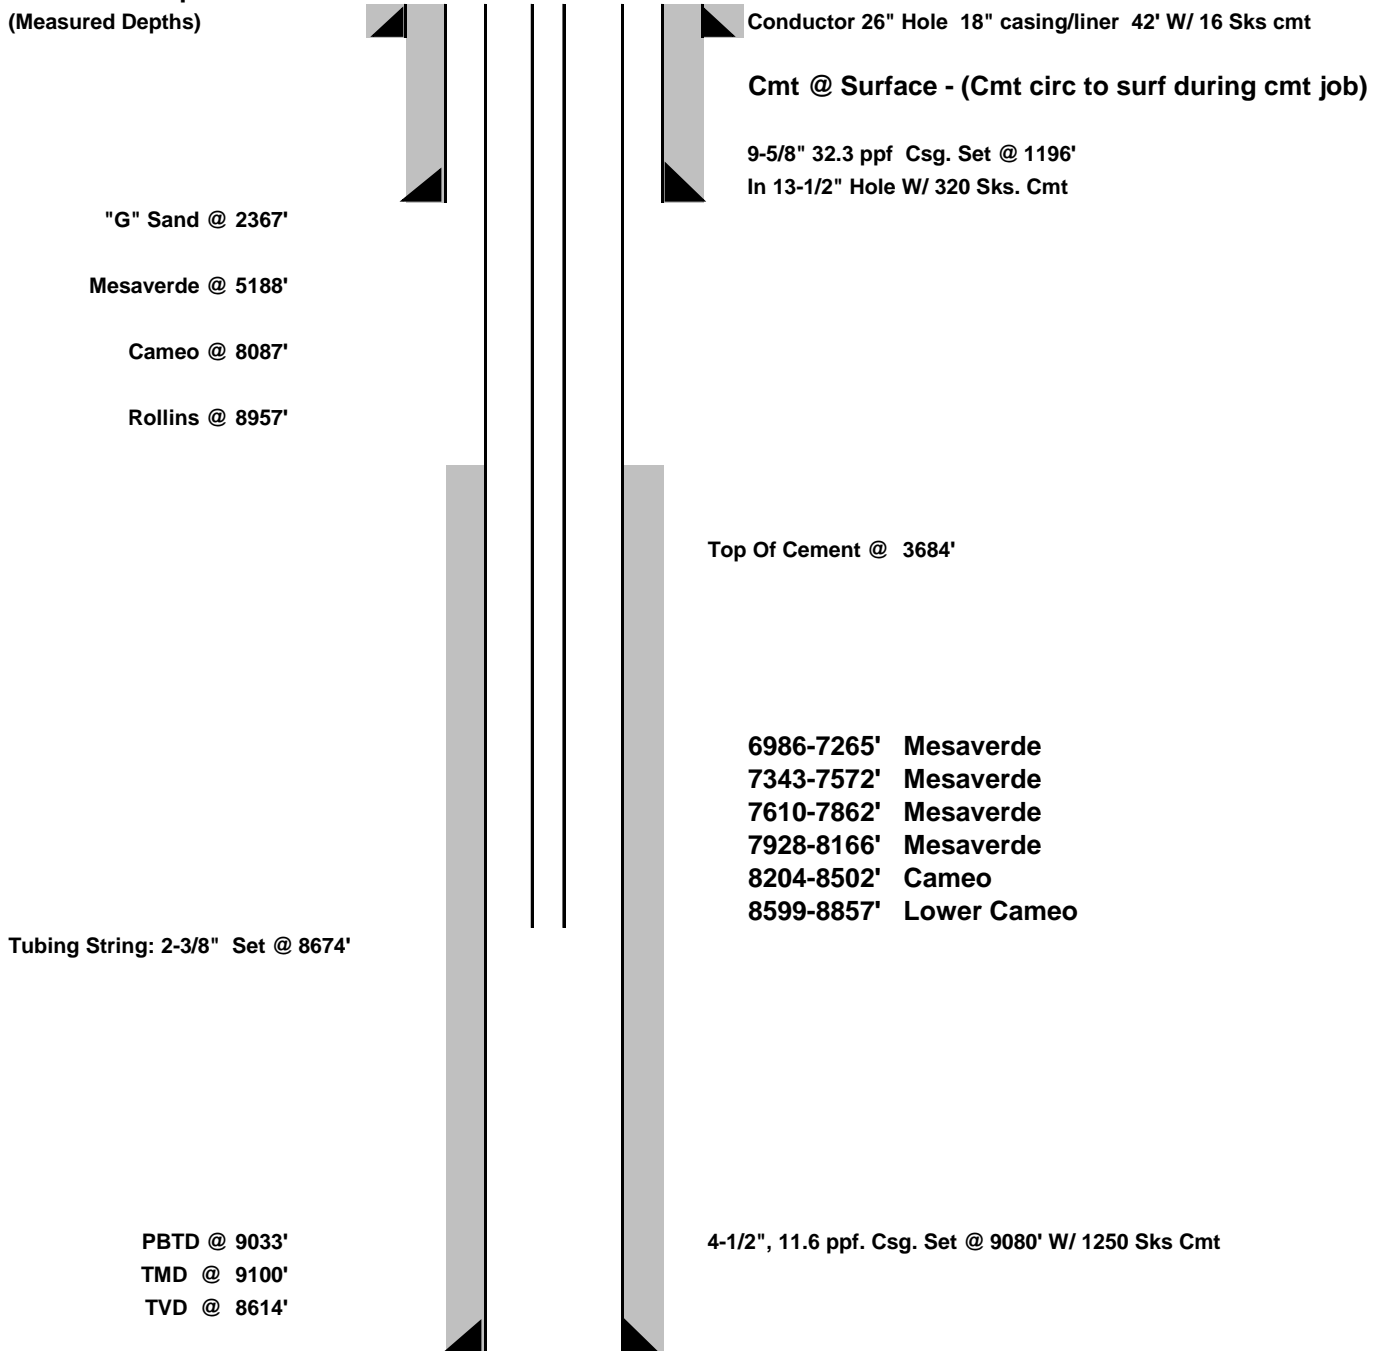 (Measured Depths)
Conductor 26" Hole 18" casing/liner 42' W/ 16 Sks cmt
Cmt @ Surface - (Cmt circ to surf during cmt job)
9-5/8" 32.3 ppf Csg. Set @ 1196'
In 13-1/2" Hole W/ 320 Sks. Cmt
"G" Sand @ 2367'
Mesaverde @ 5188'
Cameo @ 8087'
Rollins @ 8957'
Top Of Cement @ 3684'
6986-7265' Mesaverde
7343-7572' Mesaverde
7610-7862' Mesaverde
7928-8166' Mesaverde
8204-8502' Cameo
8599-8857' Lower Cameo
Tubing String: 2-3/8" Set @ 8674'
PBTD @ 9033'
4-1/2", 11.6 ppf. Csg. Set @ 9080' W/ 1250 Sks Cmt
TMD @ 9100'
TVD @ 8614'